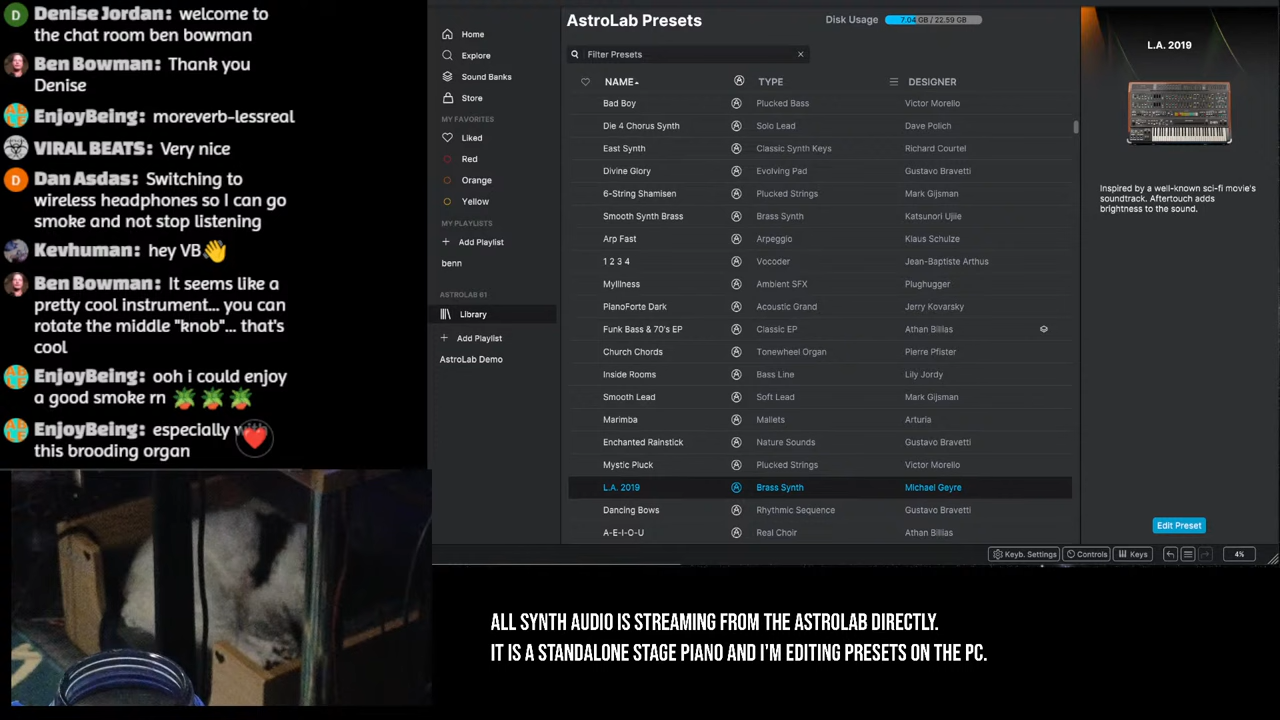 Denise Jordan: welcome to
the chat room ben bowman
Ben Bowman: Thank you
Denise
EnjoyBeing: moreverb-lessreal
VIRAL BEATS: Very nice
Dan Asdas: Switching to
wireless headphones so I can go
smoke and not stop listening
Kevhuman: hey VB👋
Ben Bowman: It seems like a
pretty cool instrument... you can
rotate the middle "knob"... that's
cool
EnjoyBeing: ooh i could enjoy
a good smoke rn 🪴 🪴 🪴
EnjoyBeing: especially
this brooding organ
Home
Explore
Sound Banks
Store
MY FAVORITES
Liked
Red
Orange
Yellow
MY PLAYLISTS
Add Playlist
benn
ASTROLAB 61
Library
Add Playlist
AstroLab Demo
AstroLab Presets
Disk Usage 7.04 GB / 22.59 GB
Filter Presets
NAME TYPE DESIGNER
Bad Boy Plucked Bass Victor Morello
Die 4 Chorus Synth Solo Lead Dave Polich
East Synth Classic Synth Keys Richard Courtel
Divine Glory Evolving Pad Gustavo Bravetti
6-String Shamisen Plucked Strings Mark Gijsman
Smooth Synth Brass Brass Synth Katsunori Ujiie
Arp Fast Arpeggio Klaus Schulze
1 2 3 4 Vocoder Jean-Baptiste Arthus
Mylllness Ambient SFX Plughugger
PianoForte Dark Acoustic Grand Jerry Kovarsky
Funk Bass & 70's EP Classic EP Athan Billias
Church Chords Tonewheel Organ Pierre Pfister
Inside Rooms Bass Line Lily Jordy
Smooth Lead Soft Lead Mark Gijsman
Marimba Mallets Arturia
Enchanted Rainstick Nature Sounds Gustavo Bravetti
Mystic Pluck Plucked Strings Victor Morello
L.A. 2019 Brass Synth Michael Geyre
Dancing Bows Rhythmic Sequence Gustavo Bravetti
A-E-I-O-U Real Choir Athan Billias
L.A. 2019
Inspired by a well-known sci-fi movie's
soundtrack. Aftertouch adds
brightness to the sound.
Edit Preset
Keyb. Settings Controls Keys 4%
ALL SYNTH AUDIO IS STREAMING FROM THE ASTROLAB DIRECTLY.
IT IS A STANDALONE STAGE PIANO AND I'M EDITING PRESETS ON THE PC.